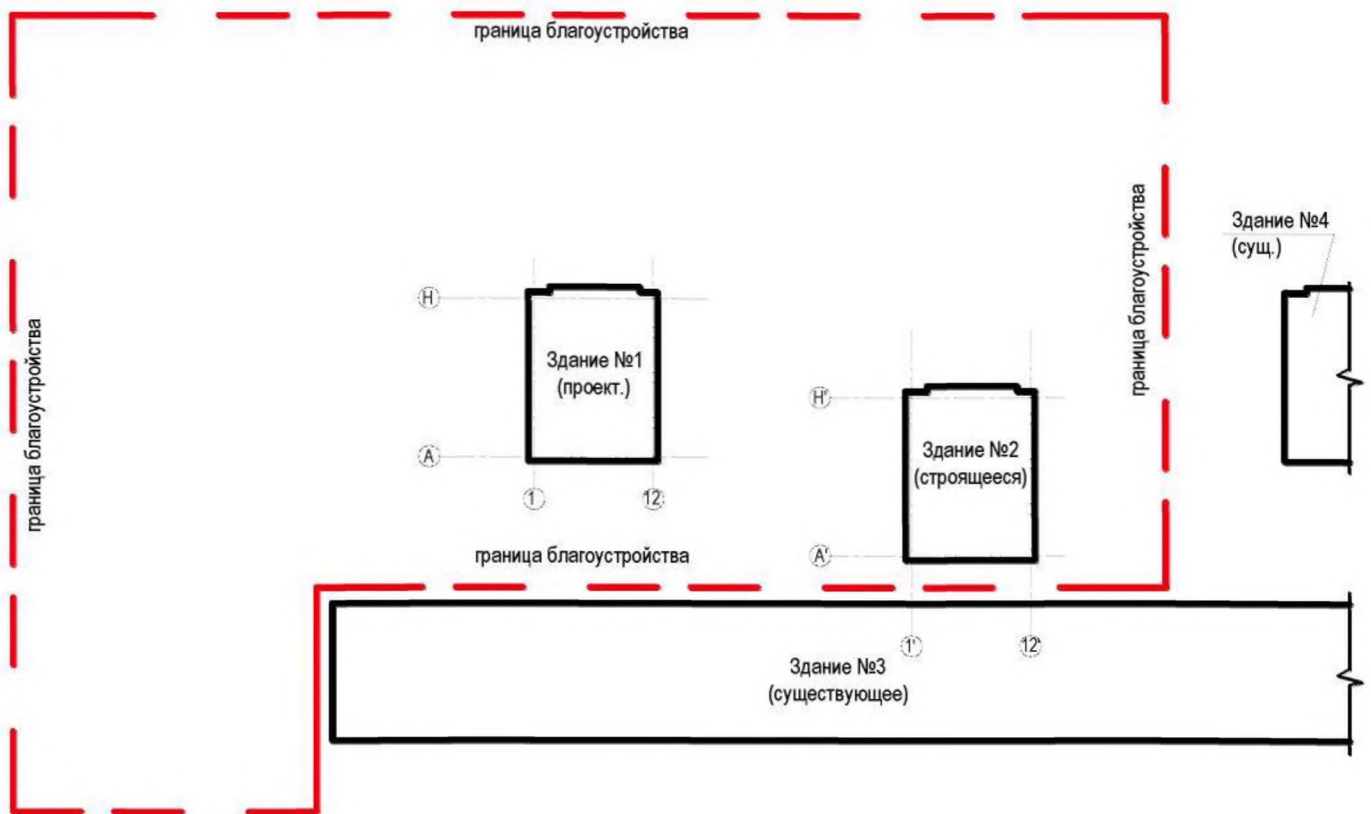 граница благоустройства
граница благоустройства
Здание №4
(сущ.)
граница благоустройства
Н
Здание №1
(проект.)
А
1
12
Н'
Здание №2
(строящееся)
А'
граница благоустройства
1'
12'
Здание №3
(существующее)